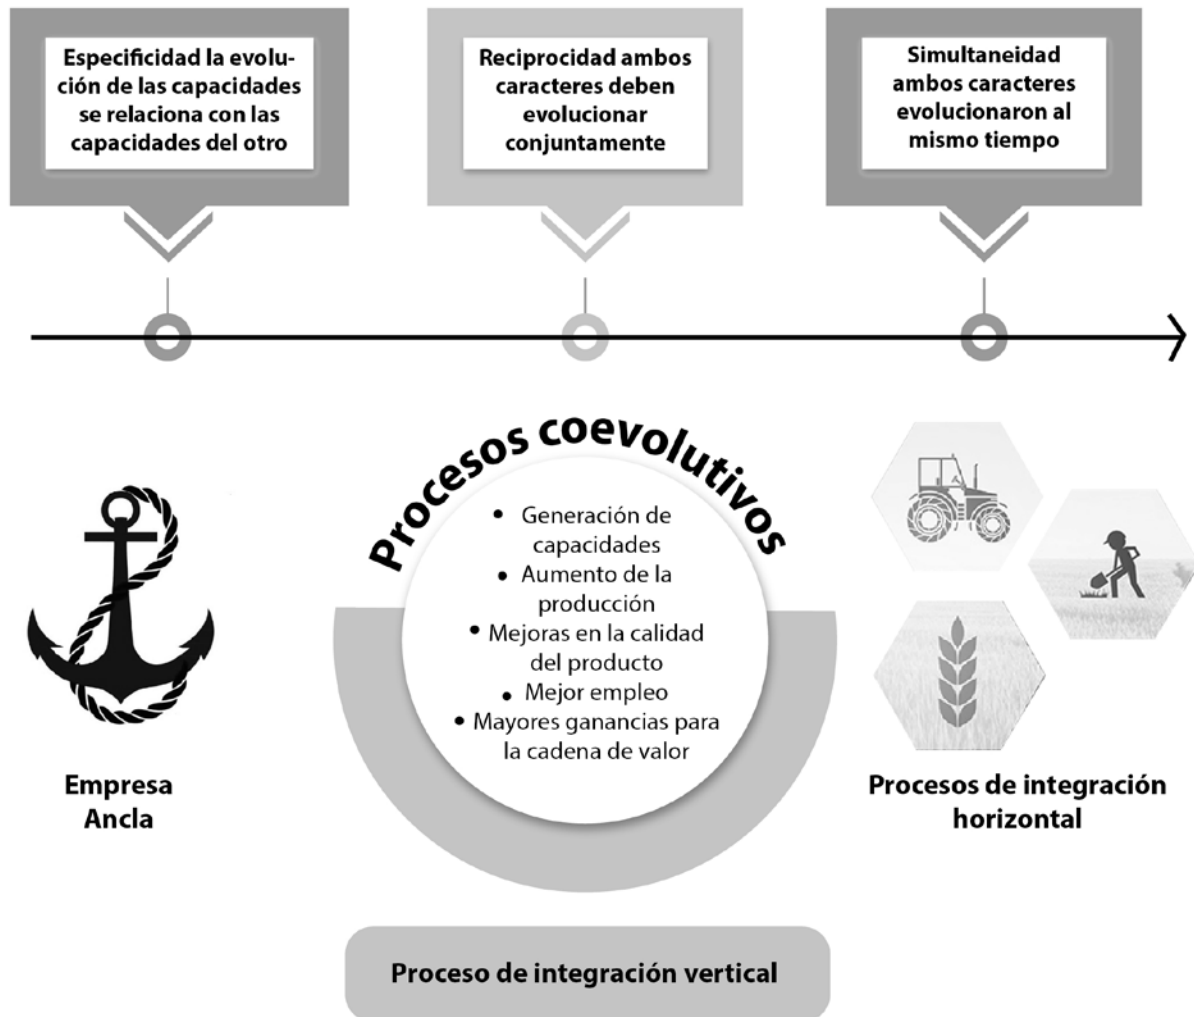 Especificidad la evolu-
ción de las capacidades
se relaciona con las
capacidades del otro
Reciprocidad ambos
caracteres deben
evolucionar
conjuntamente
Simultaneidad
ambos caracteres
evolucionaron al
mismo tiempo
Procesos coevolutivos
• Generación de
capacidades
• Aumento de la
producción
• Mejoras en la calidad
del producto
• Mejor empleo
• Mayores ganancias para
la cadena de valor
Empresa
Ancla
Procesos de integración
horizontal
Proceso de integración vertical